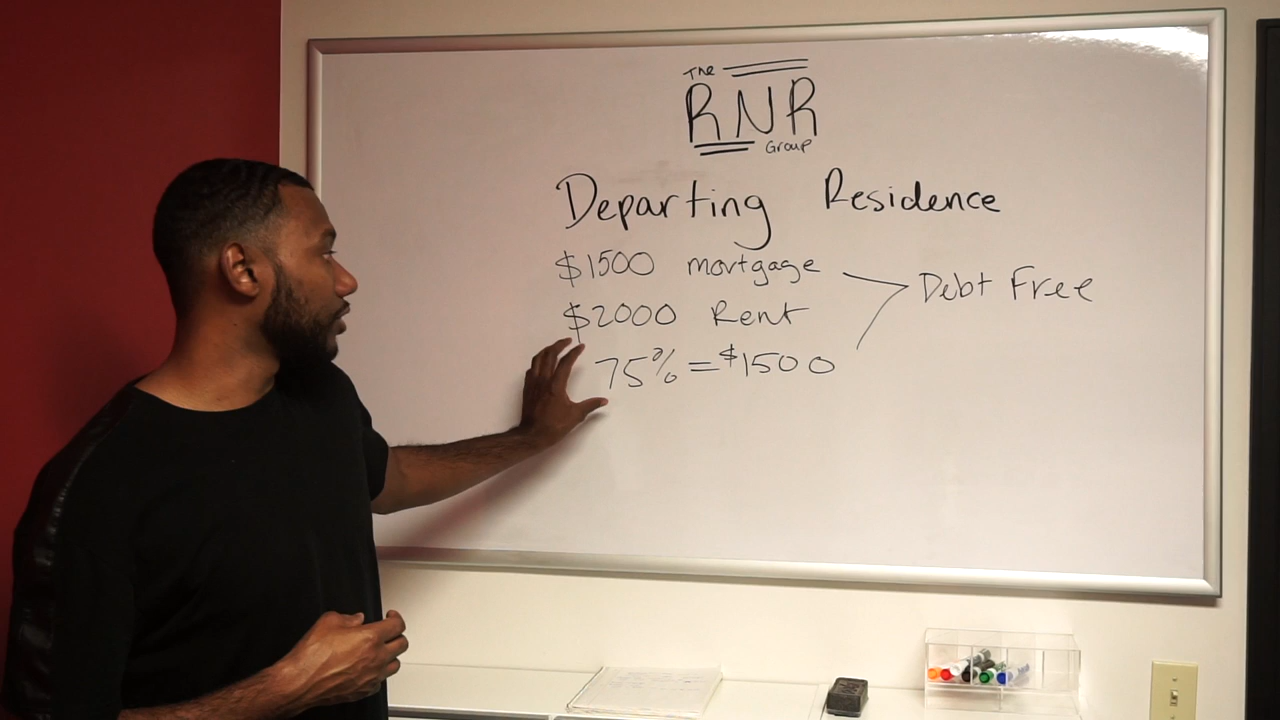 The
RNR
Group
Departing Residence
$1500 mortgage
$2000 Rent
75% = $1500
Debt Free